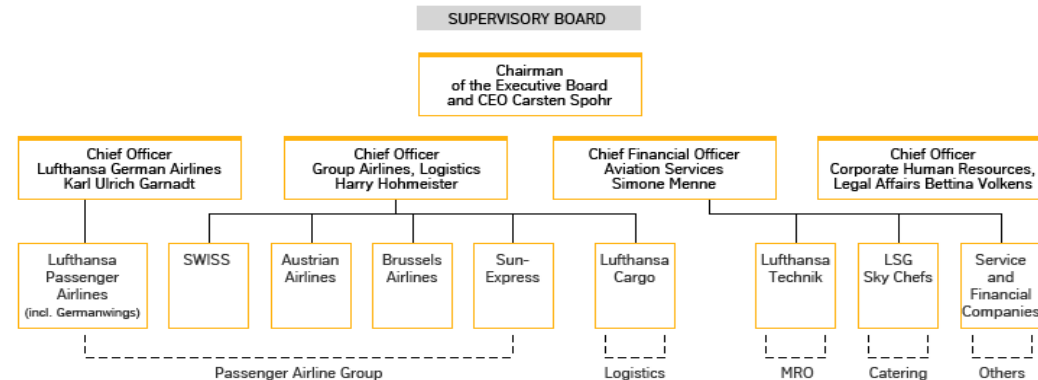 SUPERVISORY BOARD
Chairman
of the Executive Board
and CEO Carsten Spohr
Chief Officer
Lufthansa German Airlines
Karl Ulrich Garnadt
Chief Officer
Group Airlines, Logistics
Harry Hohmeister
Chief Financial Officer
Aviation Services
Simone Menne
Chief Officer
Corporate Human Resources,
Legal Affairs Bettina Volkens
Lufthansa
Passenger
Airlines
(incl. Germanwings)
SWISS
Austrian
Airlines
Brussels
Airlines
Sun-
Express
Lufthansa
Cargo
Lufthansa
Technik
LSG
Sky Chefs
Service
and
Financial
Companies
Passenger Airline Group
Logistics
MRO
Catering
Others